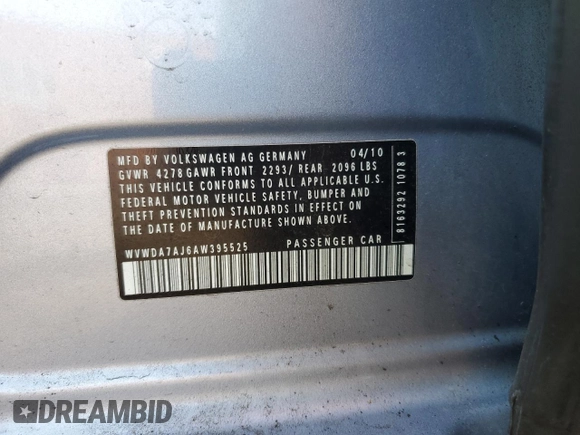 MFD BY VOLKSWAGEN AG GERMANY 04/10
GVWR 4278 GAWR FRONT 2293/ REAR 2096 LBS
THIS VEHICLE CONFORMS TO ALL APPLICABLE U.S.
FEDERAL MOTOR VEHICLE SAFETY, BUMPER AND
THEFT PREVENTION STANDARDS IN EFFECT ON
THE DATE OF MANUFACTURE SHOWN ABOVE.
WVWDA7AJ6AW395525 PASSENGER CAR
8163292 1078 3
DREAMBID